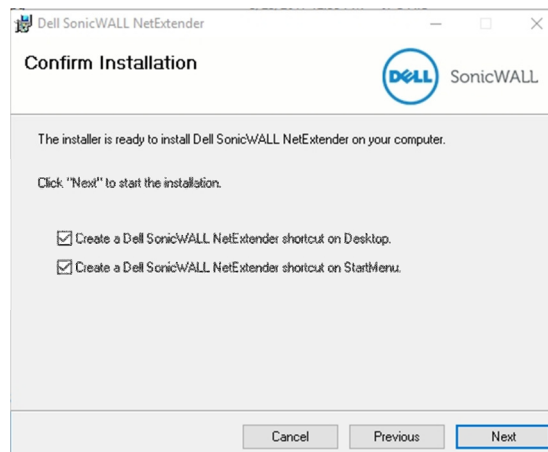 Dell SonicWALL NetExtender
Confirm Installation
DELL SonicWALL
The installer is ready to install Dell SonicWALL NetExtender on your computer.
Click "Next" to start the installation.
Create a Dell SonicWALL NetExtender shortcut on Desktop.
Create a Dell SonicWALL NetExtender shortcut on StartMenu.
Cancel Previous Next